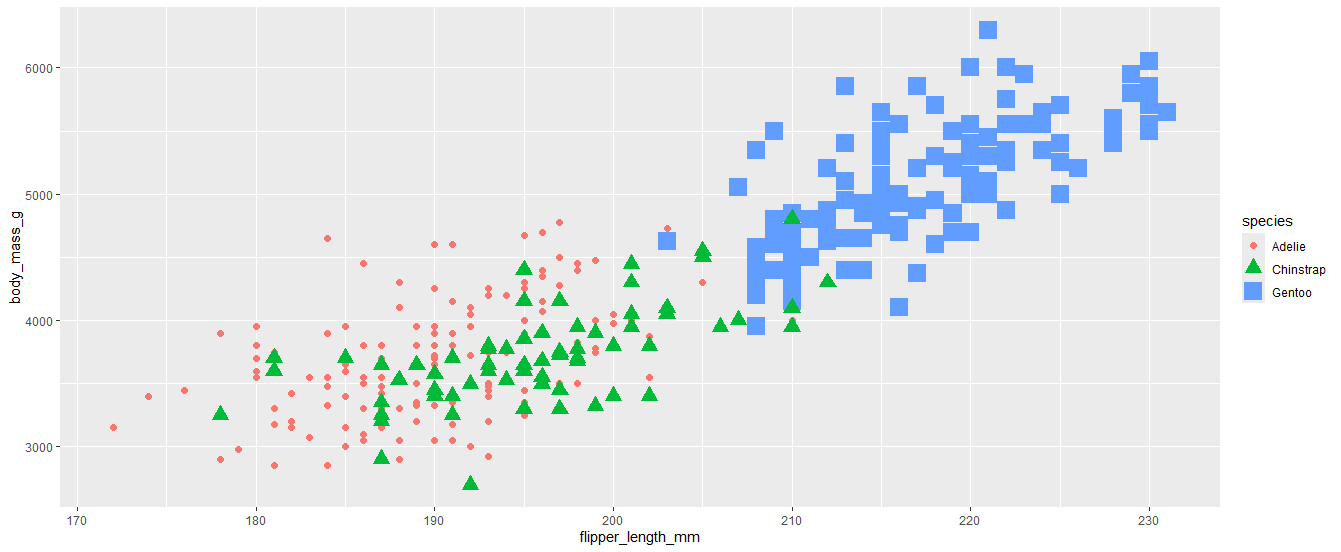 6000
5000
4000
3000
body_mass_g
170 180 190 200 210 220 230
flipper_length_mm
species
Adelie
Chinstrap
Gentoo